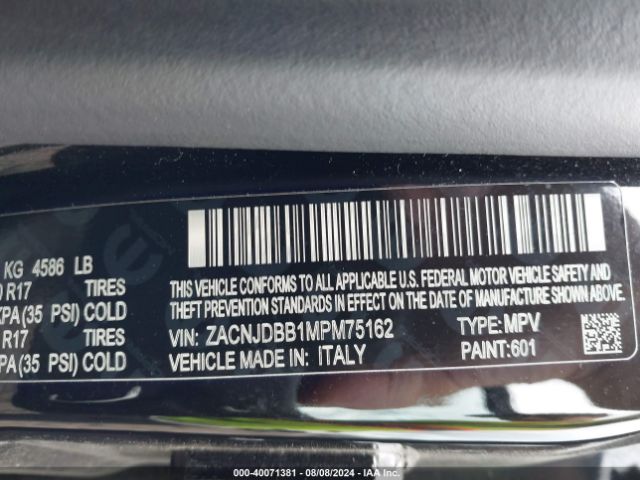 KG 4586 LB
R17 TIRES
KPA (35 PSI) COLD
R17 TIRES
KPA (35 PSI) COLD
THIS VEHICLE CONFORMS TO ALL APPLICABLE U.S. FEDERAL MOTOR VEHICLE SAFETY AND
THEFT PREVENTION STANDARDS IN EFFECT ON THE DATE OF MANUFACTURE SHOWN ABOVE.
VIN: ZACNJDBB1MPM75162 TYPE: MPV
VEHICLE MADE IN: ITALY PAINT: 601
000-40071381 - 08/08/2024 - IAA Inc.